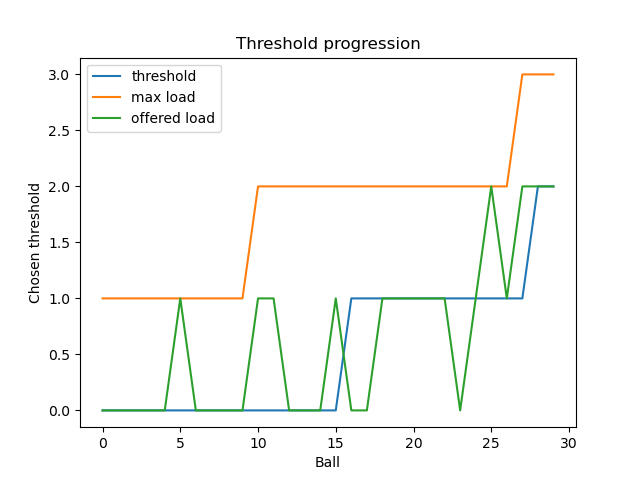 Threshold progression
threshold
max load
offered load
Chosen threshold
3.0
2.5
2.0
1.5
1.0
0.5
0.0
0 5 10 15 20 25 30
Ball